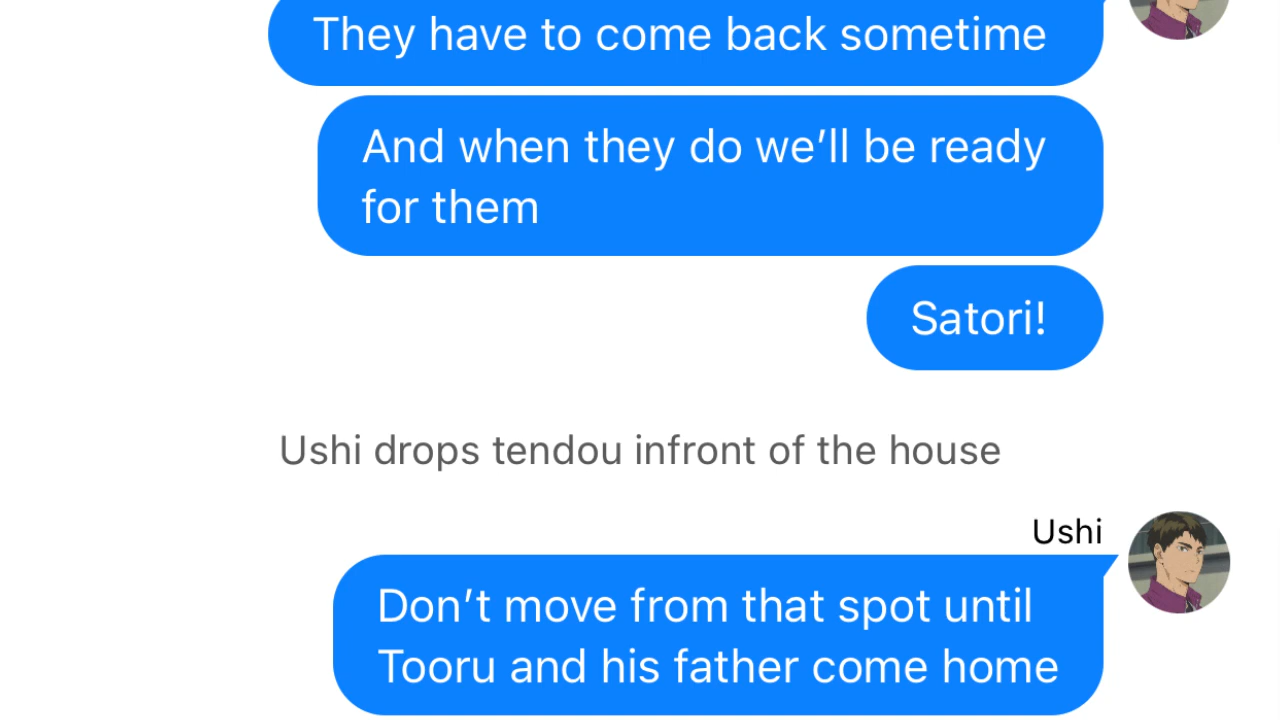 They have to come back sometime
And when they do we’ll be ready
for them
Satori!
Ushi drops tendou infront of the house
Ushi
Don’t move from that spot until
Tooru and his father come home